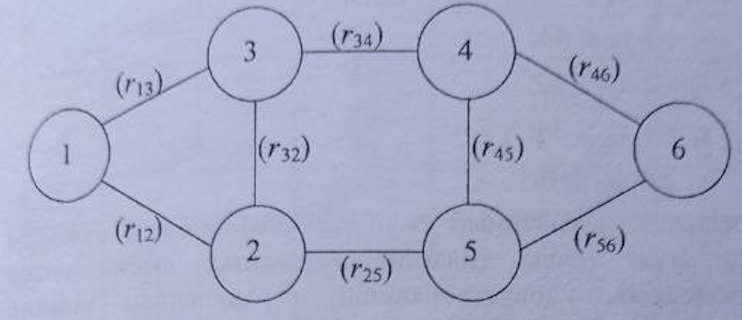 (r34)
3 4
(r13) (r46)
1 (r32) (r45) 6
(r12) (r56)
2 5
(r25)